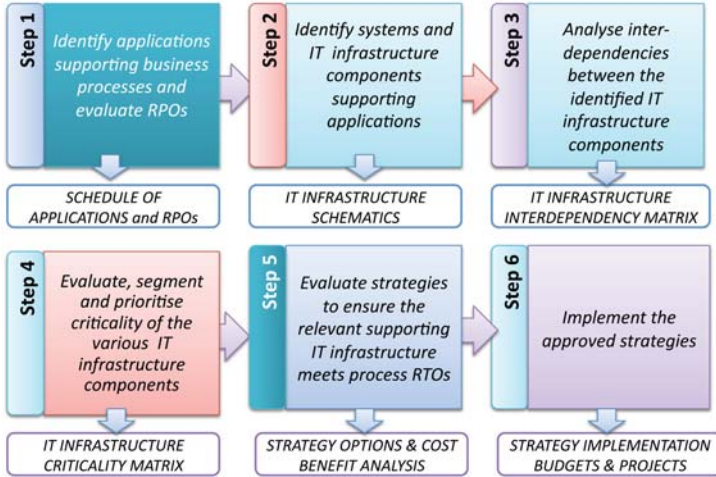 Step 1
Identify applications
supporting business
processes and
evaluate RPOs
SCHEDULE OF
APPLICATIONS and RPOs
Step 2
Identify systems and
IT infrastructure
components
supporting
applications
IT INFRASTRUCTURE
SCHEMATICS
Step 3
Analyse inter-
dependencies
between the
identified IT
infrastructure
components
IT INFRASTRUCTURE
INTERDEPENDENCY MATRIX
Step 4
Evaluate, segment
and prioritise
criticality of the
various IT
infrastructure
components
IT INFRASTRUCTURE
CRITICALITY MATRIX
Step 5
Evaluate strategies
to ensure the
relevant supporting
IT infrastructure
meets process RTOs
STRATEGY OPTIONS & COST
BENEFIT ANALYSIS
Step 6
Implement the
approved strategies
STRATEGY IMPLEMENTATION
BUDGETS & PROJECTS